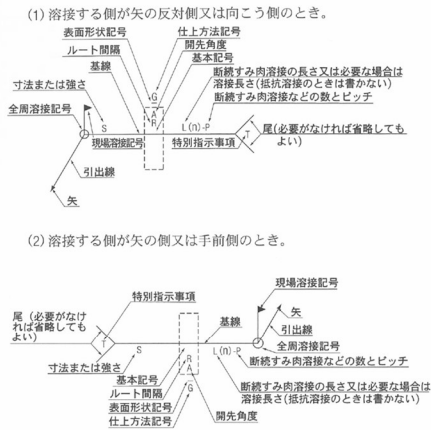 (1) 溶接する側が矢の反対側又は向こう側のとき。
表面形状記号
仕上方法記号
ルート間隔
開先角度
基線
基本記号
寸法または強さ
断続すみ肉溶接の長さ又は必要な場合は
溶接長さ(抵抗溶接のときは書かない)
全周溶接記号
断続すみ肉溶接などの数とピッチ
G
A
R
S
L(n)-P
現場溶接記号
特別指示事項
T
尾(必要がなければ省略しても
よい)
引出線
矢
(2) 溶接する側が矢の側又は手前側のとき。
現場溶接記号
特別指示事項
矢
尾(必要がなけ
れば省略しても
よい)
基線
引出線
全周溶接記号
T
S
L(n)-P
断続すみ肉溶接などの数とピッチ
寸法または強さ
基本記号
R
ルート間隔
A
表面形状記号
G
仕上方法記号
開先角度
断続すみ肉溶接の長さ又は必要な場合は
溶接長さ(抵抗溶接のときは書かない)